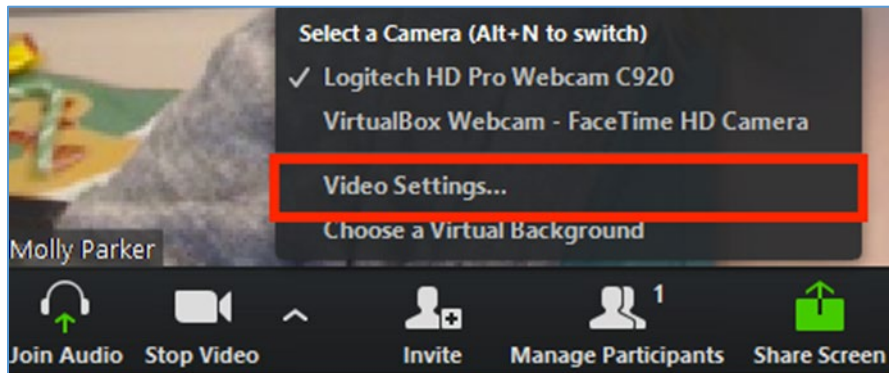 Select a Camera (Alt+N to switch)
✓ Logitech HD Pro Webcam C920
VirtualBox Webcam - FaceTime HD Camera
Video Settings...
Choose a Virtual Background
Molly Parker
1
Join Audio Stop Video Invite Manage Participants Share Screen